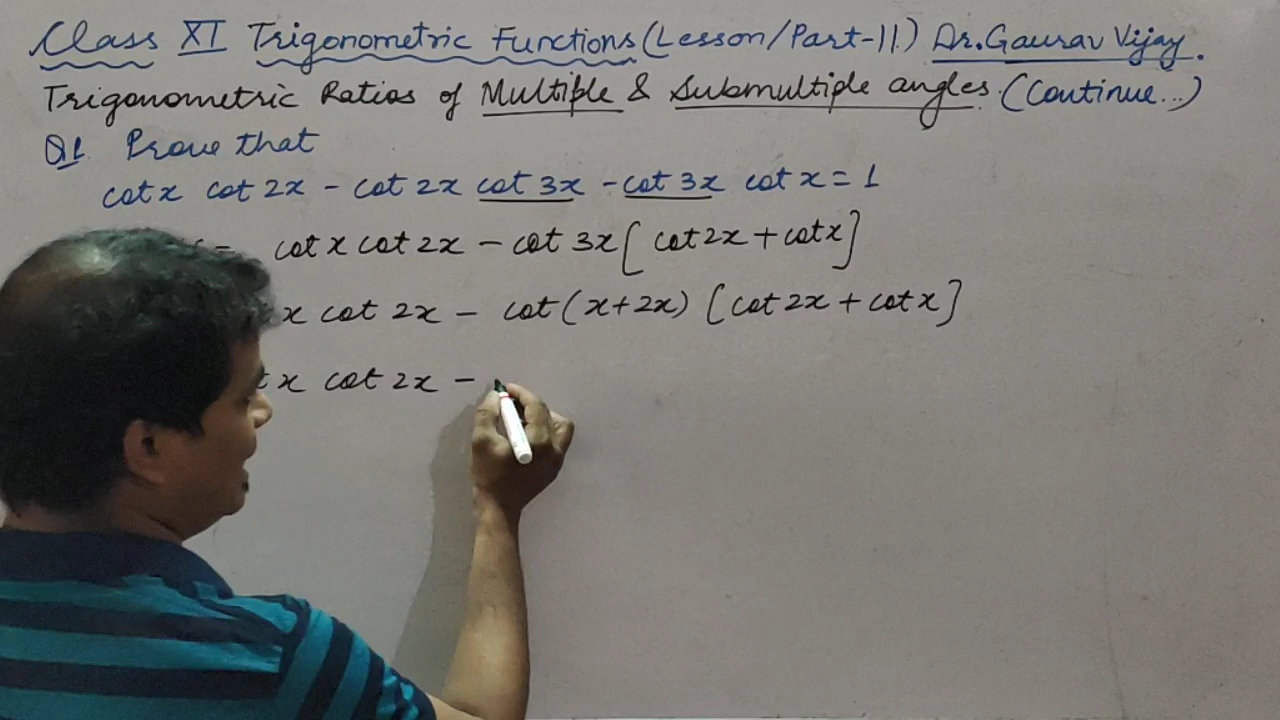 Class XI Trigonometric Functions (Lesson/Part-11) Dr. Gaurav Vijay.
Trigonometric Ratios of Multiple & Submultiple angles. (Continue...)
Q1. Prove that
cot x cot 2x - cot 2x cot 3x - cot 3x cot x = 1
= cot x cot 2x - cot 3x [ cot 2x + cot x ]
x cot 2x - cot (x+2x) [ cot 2x + cot x ]
x cot 2x -